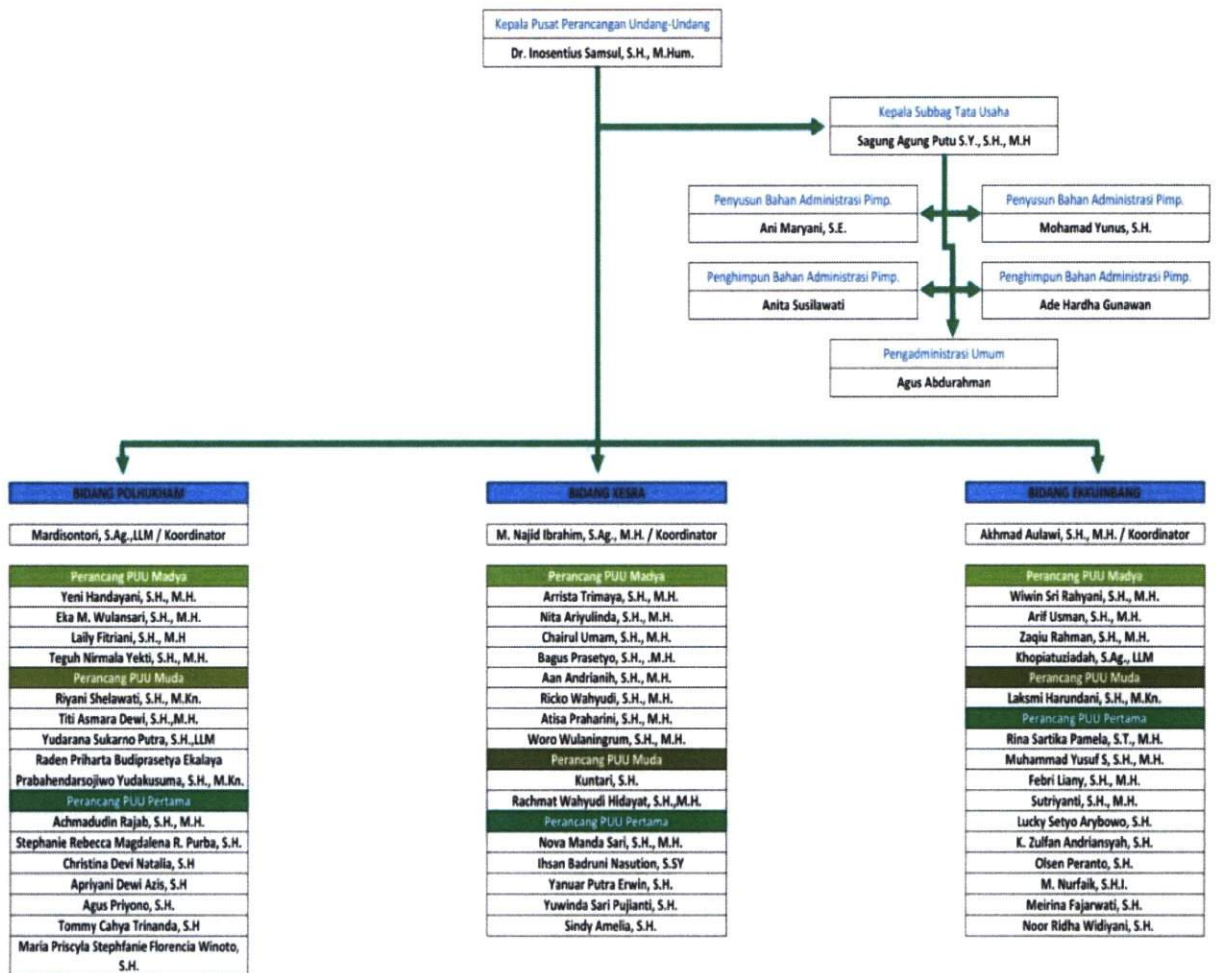 Kepala Pusat Perancangan Undang-Undang
Dr. Inosentius Samsul, S.H., M.Hum.
Kepala Subbag Tata Usaha
Sagung Agung Putu S.Y., S.H., M.H
Penyusun Bahan Administrasi Pimp.
Ani Maryani, S.E.
Penyusun Bahan Administrasi Pimp.
Mohamad Yunus, S.H.
Penghimpun Bahan Administrasi Pimp.
Anita Susilawati
Penghimpun Bahan Administrasi Pimp.
Ade Hardha Gunawan
Pengadministrasi Umum
Agus Abdurahman
BIDANG POLHUKHAM
Mardisontori, S.Ag.,LLM / Koordinator
Perancang PUU Madya
Yeni Handayani, S.H., M.H.
Eka M. Wulansari, S.H., M.H.
Laily Fitriani, S.H., M.H
Teguh Nirmala Yekti, S.H., M.H.
Perancang PUU Muda
Riyani Shelawati, S.H., M.Kn.
Titi Asmara Dewi, S.H.,M.H.
Yudarana Sukarno Putra, S.H.,LLM
Raden Priharta Budiprasetya Ekalaya
Prabahendarsojiwo Yudakusuma, S.H., M.Kn.
Perancang PUU Pertama
Achmadudin Rajab, S.H., M.H.
Stephanie Rebecca Magdalena R. Purba, S.H.
Christina Devi Natalia, S.H
Apriyani Dewi Azis, S.H
Agus Priyono, S.H.
Tommy Cahya Trinanda, S.H
Maria Priscyla Stephfanie Florencia Winoto,
S.H.
BIDANG KESRA
M. Najid Ibrahim, S.Ag., M.H. / Koordinator
Perancang PUU Madya
Arrista Trimaya, S.H., M.H.
Nita Ariyulinda, S.H., M.H.
Chairul Umam, S.H., M.H.
Bagus Prasetyo, S.H., .M.H.
Aan Andrianih, S.H., M.H.
Ricko Wahyudi, S.H., M.H.
Atisa Praharini, S.H., M.H.
Woro Wulaningrum, S.H., M.H.
Perancang PUU Muda
Kuntari, S.H.
Rachmat Wahyudi Hidayat, S.H.,M.H.
Perancang PUU Pertama
Nova Manda Sari, S.H., M.H.
Ihsan Badruni Nasution, S.SY
Yanuar Putra Erwin, S.H.
Yuwinda Sari Pujianti, S.H.
Sindy Amelia, S.H.
BIDANG EKKUINBANG
Akhmad Aulawi, S.H., M.H. / Koordinator
Perancang PUU Madya
Wiwin Sri Rahyani, S.H., M.H.
Arif Usman, S.H., M.H.
Zaqiu Rahman, S.H., M.H.
Khopiatuziadah, S.Ag., LLM
Perancang PUU Muda
Laksmi Harundani, S.H., M.Kn.
Perancang PUU Pertama
Rina Sartika Pamela, S.T., M.H.
Muhammad Yusuf S, S.H., M.H.
Febri Liany, S.H., M.H.
Sutriyanti, S.H., M.H.
Lucky Setyo Arybowo, S.H.
K. Zulfan Andriansyah, S.H.
Olsen Peranto, S.H.
M. Nurfaik, S.H.I.
Meirina Fajarwati, S.H.
Noor Ridha Widiyani, S.H.